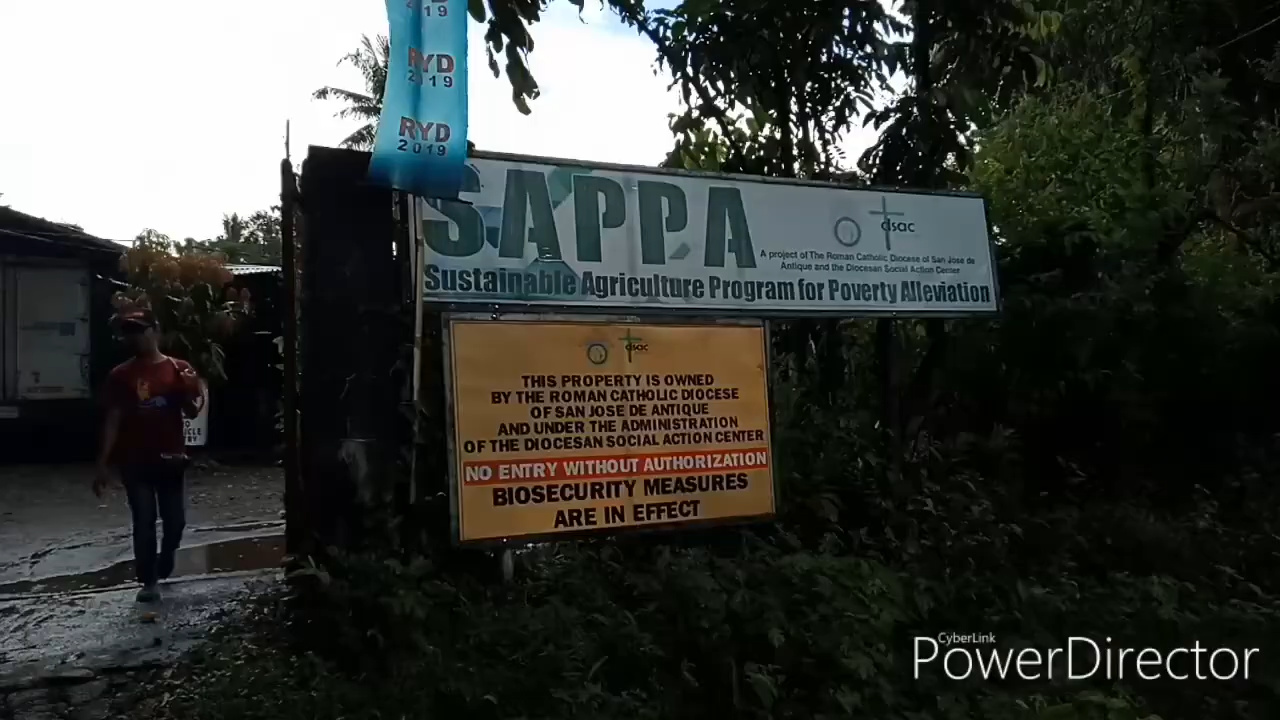 2019
RYD
2019
RYD
2019
SAPPA
dsac
A project of The Roman Catholic Diocese of San Jose de
Antique and the Diocesan Social Action Center
Sustainable Agriculture Program for Poverty Alleviation
dsac
THIS PROPERTY IS OWNED
BY THE ROMAN CATHOLIC DIOCESE
OF SAN JOSE DE ANTIQUE
AND UNDER THE ADMINISTRATION
OF THE DIOCESAN SOCIAL ACTION CENTER
NO ENTRY WITHOUT AUTHORIZATION
BIOSECURITY MEASURES
ARE IN EFFECT
CyberLink
PowerDirector